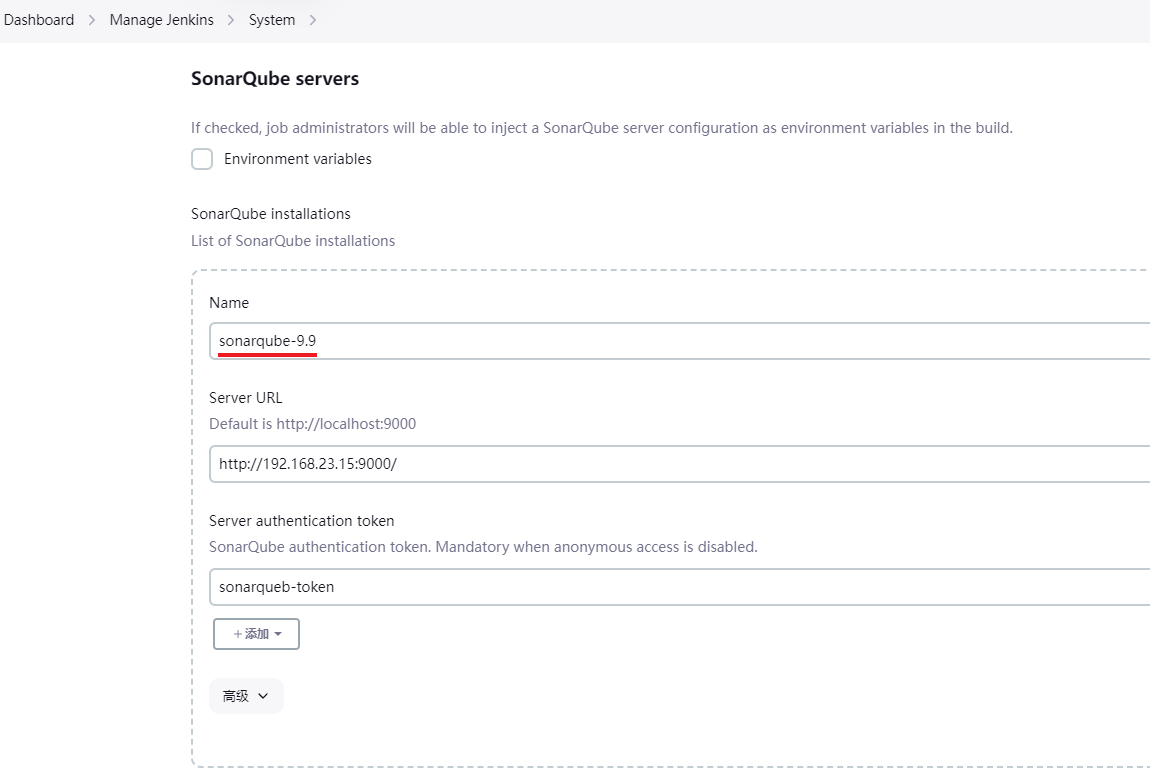 Dashboard > Manage Jenkins > System >
SonarQube servers
If checked, job administrators will be able to inject a SonarQube server configuration as environment variables in the build.
Environment variables
SonarQube installations
List of SonarQube installations
Name
sonarqube-9.9
Server URL
Default is http://localhost:9000
http://192.168.23.15:9000/
Server authentication token
SonarQube authentication token. Mandatory when anonymous access is disabled.
sonarqueb-token
+ 添加
高级